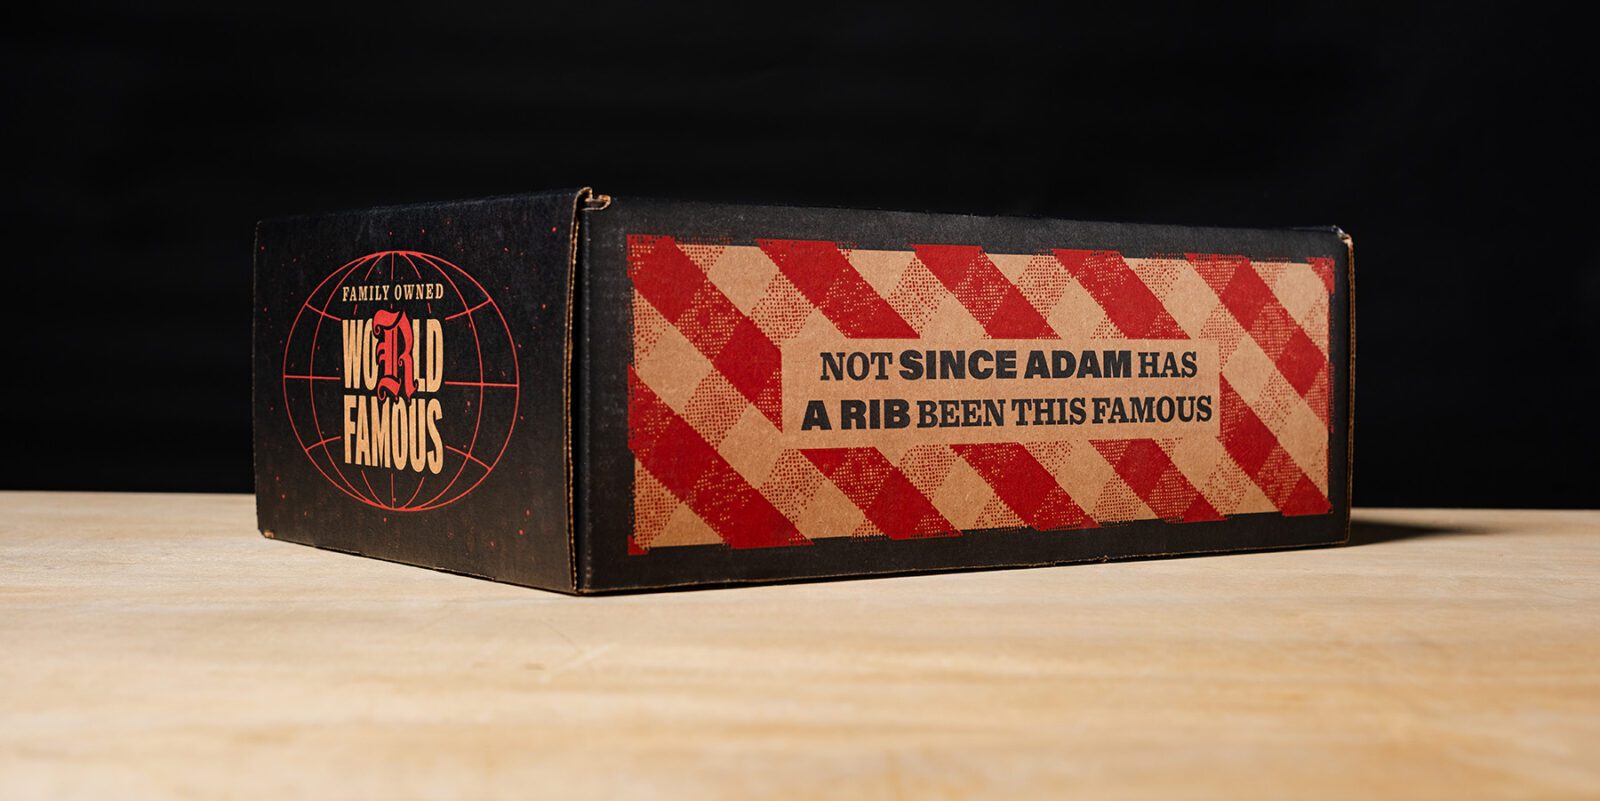 FAMILY OWNED
WORLD
FAMOUS
NOT SINCE ADAM HAS
A RIB BEEN THIS FAMOUS